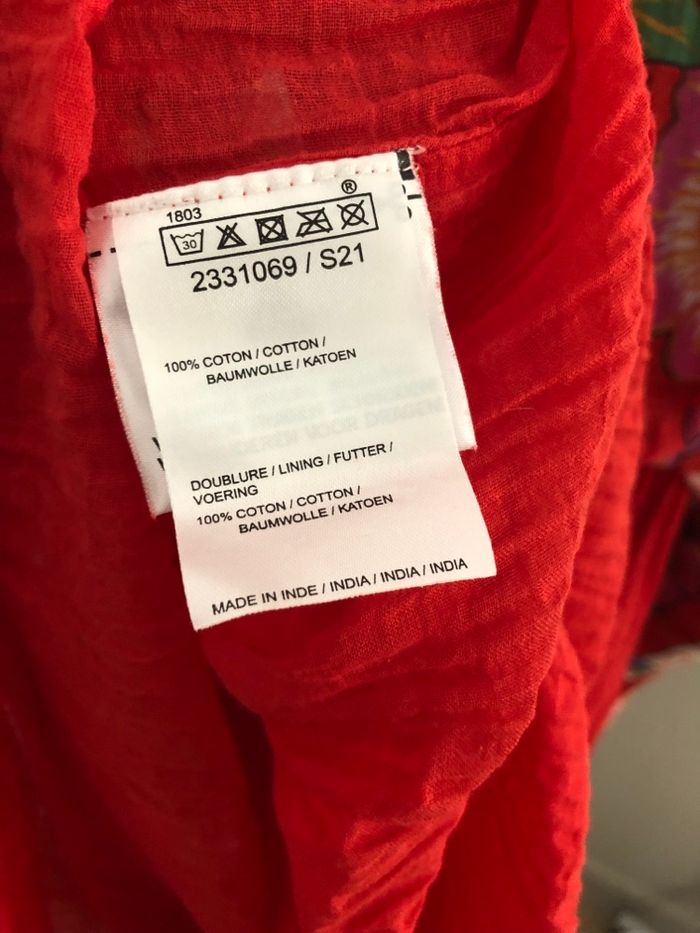 ®
1803
30
2331069 / S21
100% COTON / COTTON /
BAUMWOLLE / KATOEN
DOUBLURE / LINING / FUTTER /
VOERING
100% COTON / COTTON /
BAUMWOLLE / KATOEN
MADE IN INDE / INDIA / INDIA / INDIA